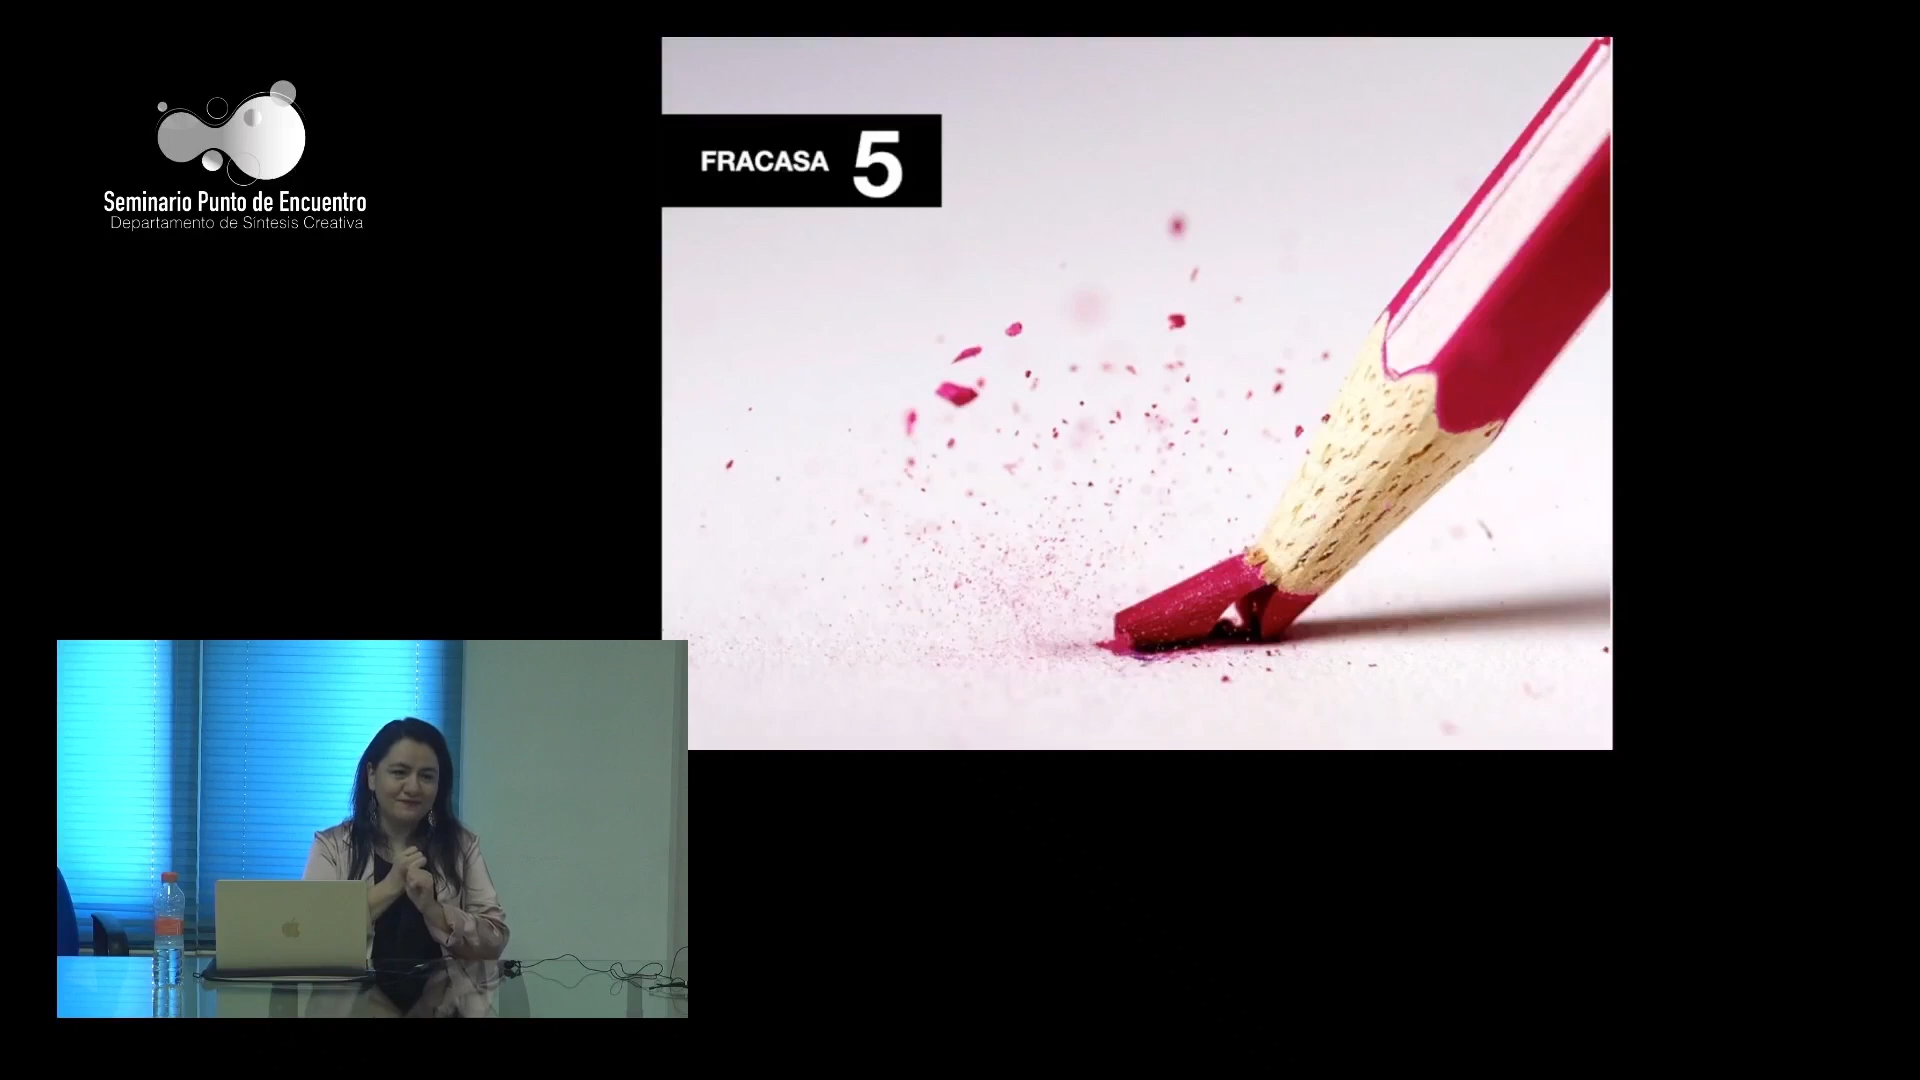 Seminario Punto de Encuentro
Departamento de Síntesis Creativa
FRACASA 5